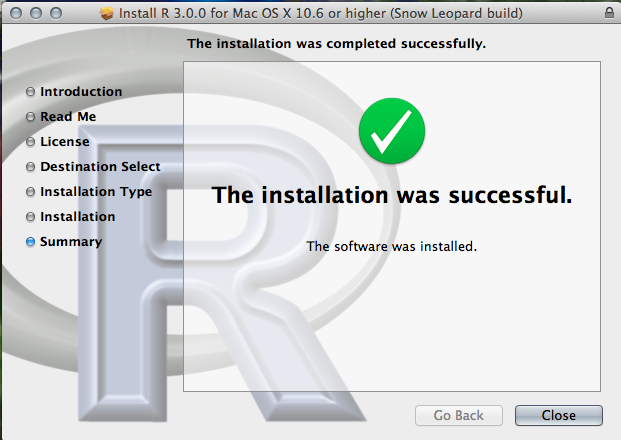 Install R 3.0.0 for Mac OS X 10.6 or higher (Snow Leopard build)
The installation was completed successfully.
Introduction
Read Me
License
Destination Select
Installation Type
Installation
Summary
R
The installation was successful.
The software was installed.
Go Back
Close